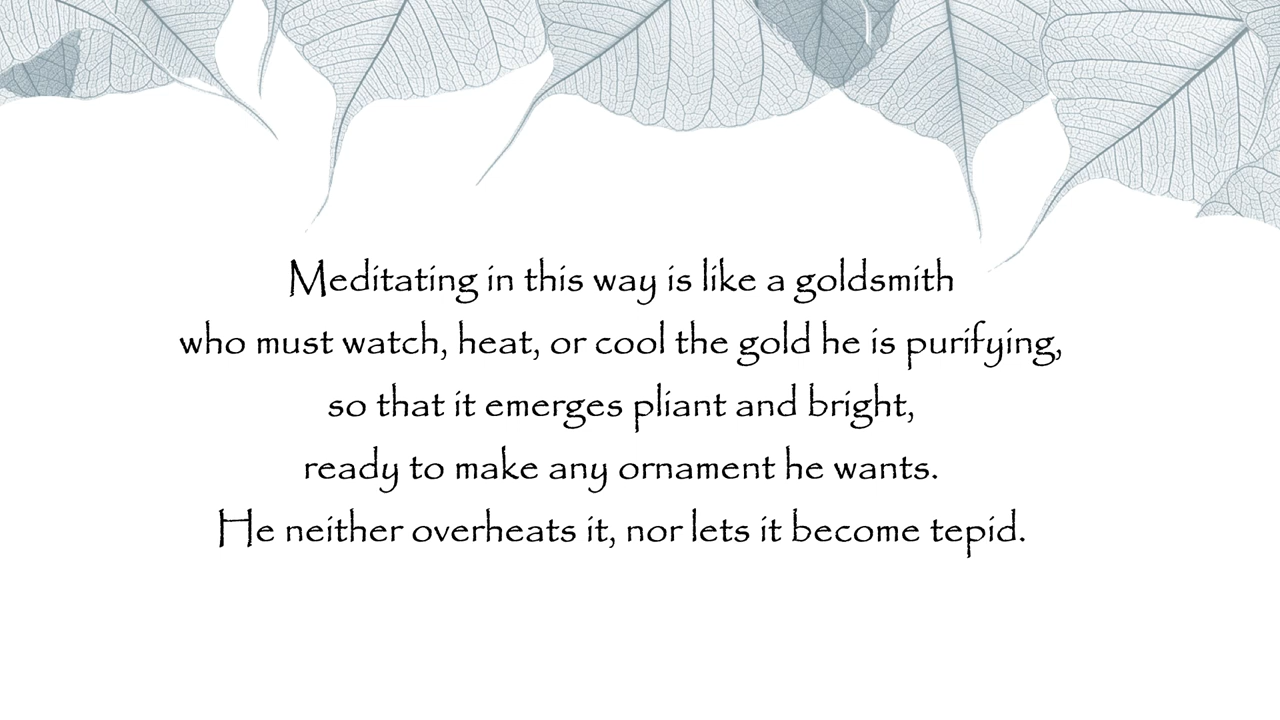 Meditating in this way is like a goldsmith
who must watch, heat, or cool the gold he is purifying,
so that it emerges pliant and bright,
ready to make any ornament he wants.
He neither overheats it, nor lets it become tepid.